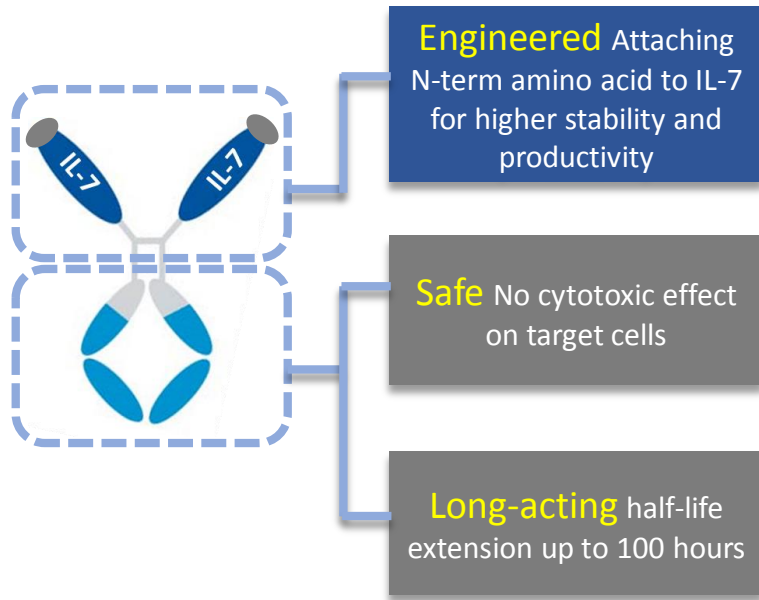 Engineered Attaching
N-term amino acid to IL-7
for higher stability and
productivity
IL-7
IL-7
Safe No cytotoxic effect
on target cells
Long-acting half-life
extension up to 100 hours